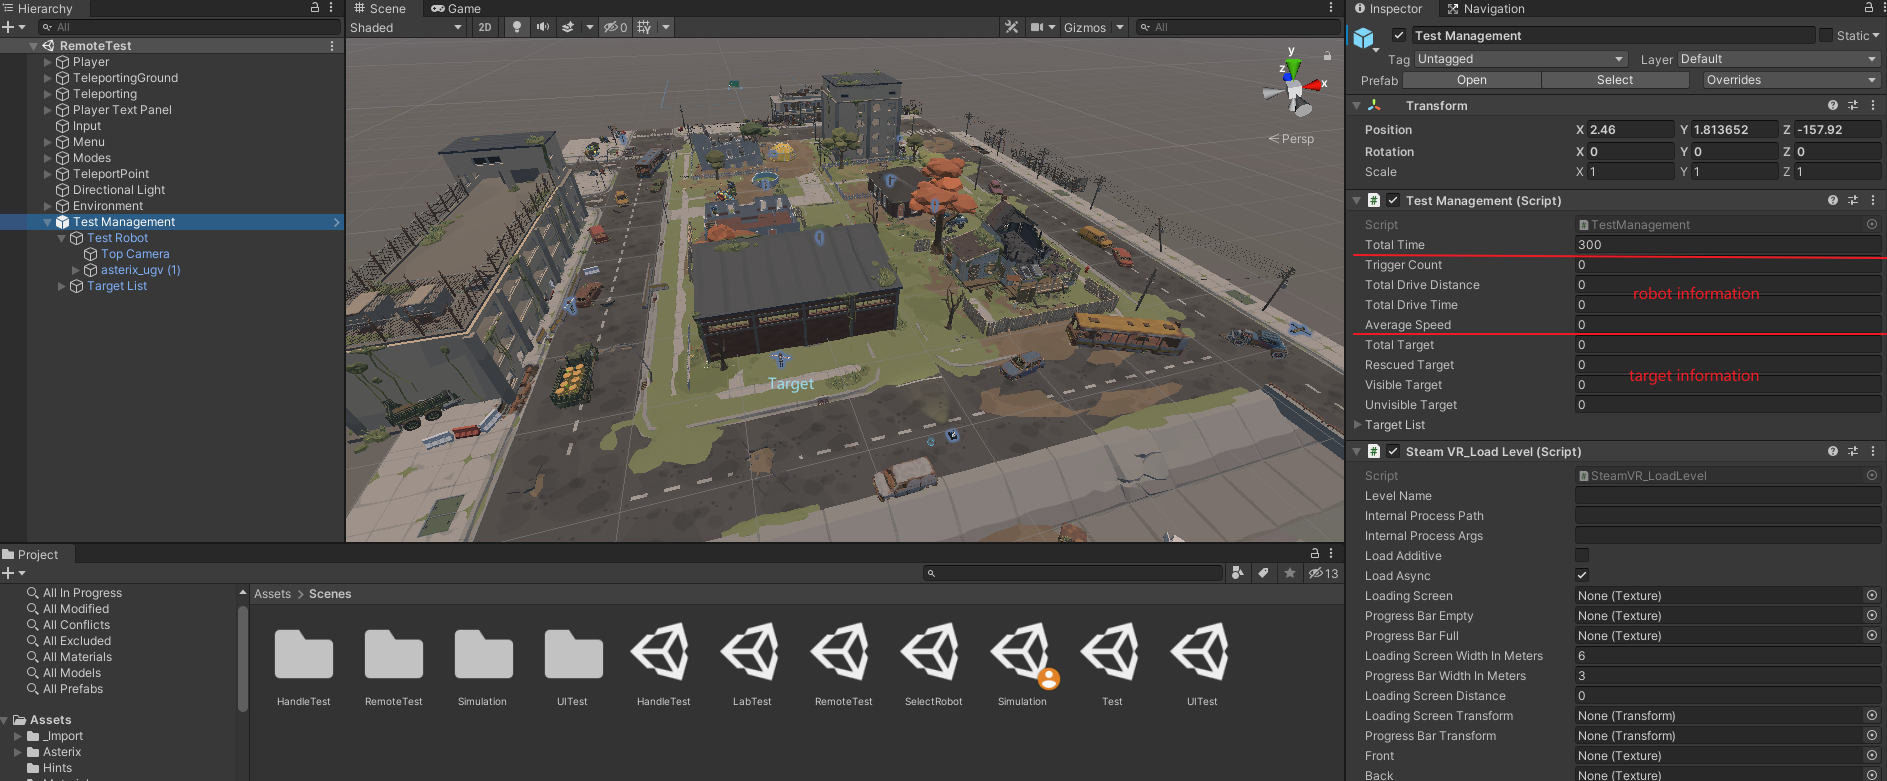 Hierarchy
All
RemoteTest
Player
TeleportingGround
Teleporting
Player Text Panel
Input
Menu
Modes
TeleportPoint
Directional Light
Environment
Test Management
Test Robot
Top Camera
asterix_ugv (1)
Target List
Scene
Game
Shaded
2D
0
Gizmos
All
y
z
x
Persp
Target
Project
13
All In Progress
All Modified
All Conflicts
All Excluded
All Materials
All Models
All Prefabs
Assets
_Import
Asterix
Hints
Assets > Scenes
HandleTest
RemoteTest
Simulation
UITest
HandleTest
LabTest
RemoteTest
SelectRobot
Simulation
Test
UITest
Inspector
Navigation
Test Management
Static
Tag Untagged
Layer Default
Prefab Open Select Overrides
Transform
Position X 2.46 Y 1.813652 Z -157.92
Rotation X 0 Y 0 Z 0
Scale X 1 Y 1 Z 1
Test Management (Script)
Script TestManagement
Total Time 300
Trigger Count 0
Total Drive Distance 0
robot information
Total Drive Time 0
Average Speed 0
Total Target 0
Rescued Target 0
target information
Visible Target 0
Unvisible Target 0
Target List
Steam VR_Load Level (Script)
Script SteamVR_LoadLevel
Level Name
Internal Process Path
Internal Process Args
Load Additive
Load Async
Loading Screen None (Texture)
Progress Bar Empty None (Texture)
Progress Bar Full None (Texture)
Loading Screen Width In Meters 6
Progress Bar Width In Meters 3
Loading Screen Distance 0
Loading Screen Transform None (Transform)
Progress Bar Transform None (Transform)
Front None (Texture)
Back None (Texture)